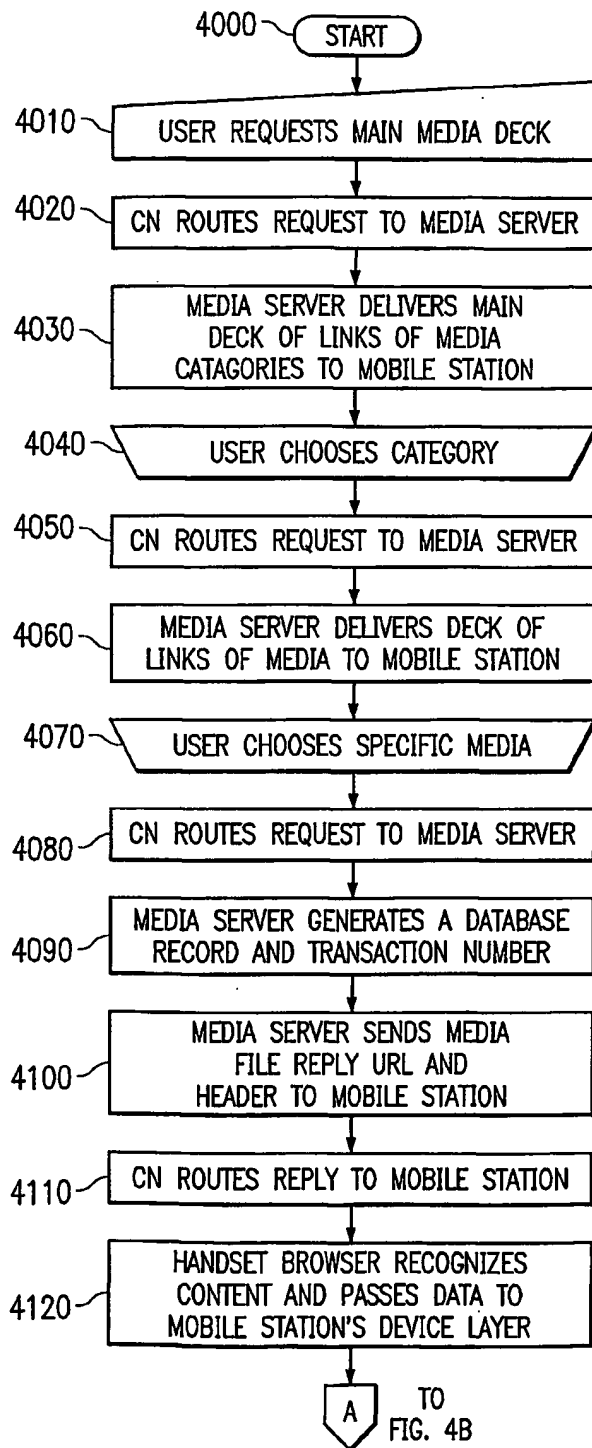 4000
START
4010
USER REQUESTS MAIN MEDIA DECK
4020
CN ROUTES REQUEST TO MEDIA SERVER
4030
MEDIA SERVER DELIVERS MAIN
DECK OF LINKS OF MEDIA
CATAGORIES TO MOBILE STATION
4040
USER CHOOSES CATEGORY
4050
CN ROUTES REQUEST TO MEDIA SERVER
4060
MEDIA SERVER DELIVERS DECK OF
LINKS OF MEDIA TO MOBILE STATION
4070
USER CHOOSES SPECIFIC MEDIA
4080
CN ROUTES REQUEST TO MEDIA SERVER
4090
MEDIA SERVER GENERATES A DATABASE
RECORD AND TRANSACTION NUMBER
4100
MEDIA SERVER SENDS MEDIA
FILE REPLY URL AND
HEADER TO MOBILE STATION
4110
CN ROUTES REPLY TO MOBILE STATION
4120
HANDSET BROWSER RECOGNIZES
CONTENT AND PASSES DATA TO
MOBILE STATION'S DEVICE LAYER
A
TO
FIG. 4B